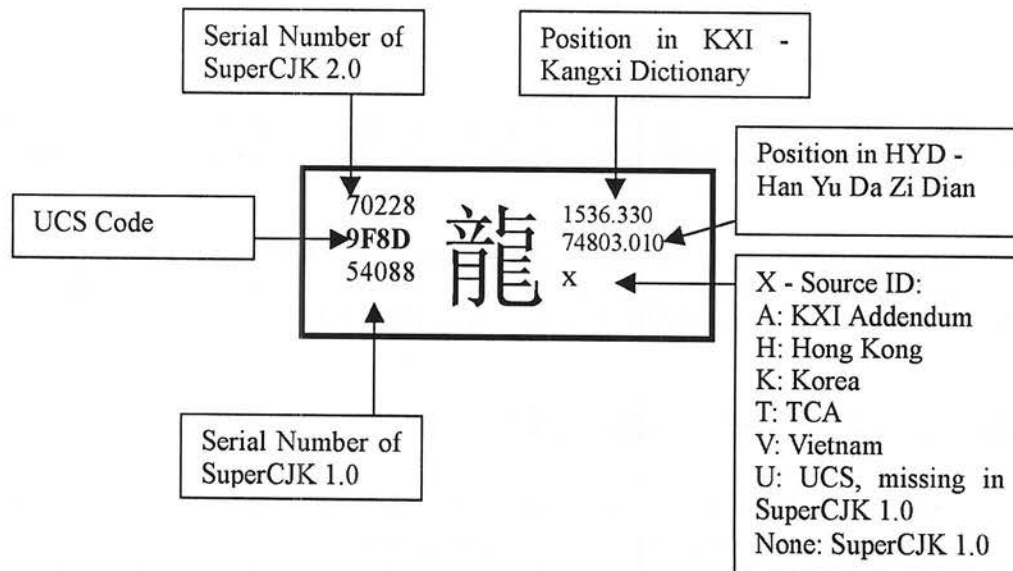 Serial Number of
SuperCJK 2.0
Position in KXI -
Kangxi Dictionary
Position in HYD -
Han Yu Da Zi Dian
UCS Code
70228
9F8D
54088
龍
1536.330
74803.010
x
X - Source ID:
A: KXI Addendum
H: Hong Kong
K: Korea
T: TCA
V: Vietnam
U: UCS, missing in
SuperCJK 1.0
None: SuperCJK 1.0
Serial Number of
SuperCJK 1.0